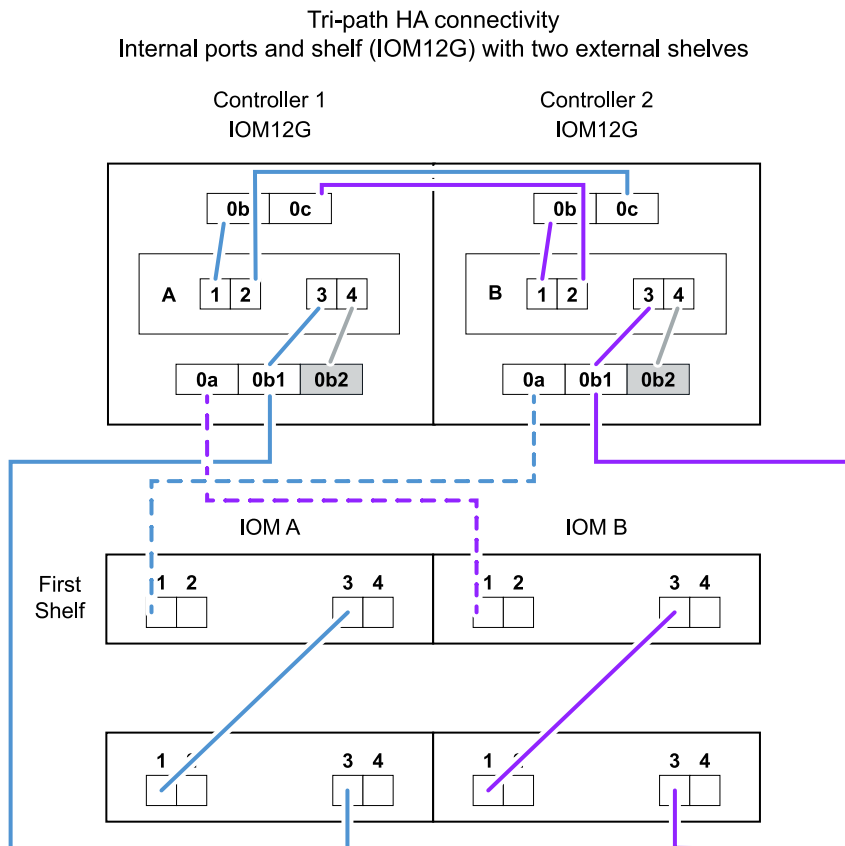 Tri-path HA connectivity
Internal ports and shelf (IOM12G) with two external shelves
Controller 1
IOM12G
Controller 2
IOM12G
0b 0c
0b 0c
A 1 2 3 4
B 1 2 3 4
0a 0b1 0b2
0a 0b1 0b2
IOM A
IOM B
First
Shelf
1 2 3 4
1 2 3 4
1 3 4
1 3 4